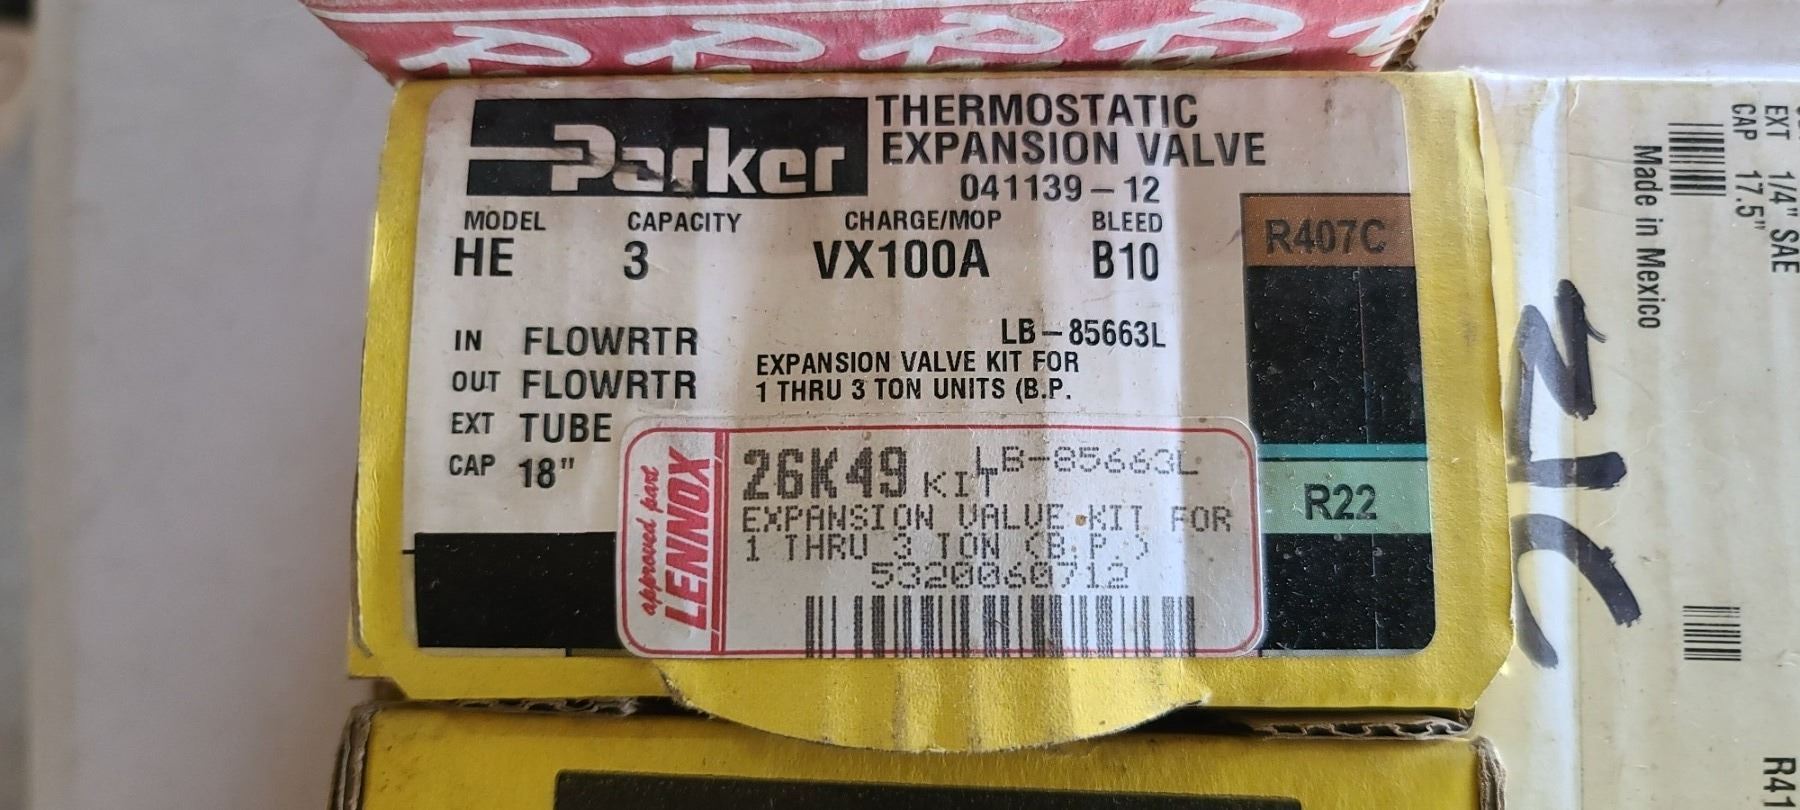 Parker
THERMOSTATIC
EXPANSION VALVE
041139-12
MODEL CAPACITY CHARGE/MOP BLEED
HE 3 VX100A B10
R407C
IN FLOWRTR
OUT FLOWRTR
EXT TUBE
CAP 18"
LB-85663L
EXPANSION VALVE KIT FOR
1 THRU 3 TON UNITS (B.P.
R22
approved part
LENNOX
26K49 KIT LB-85663L
EXPANSION VALVE KIT FOR
1 THRU 3 TON (B.P.)
5320060712
EXT 1/4" SAE
CAP 17.5"
Made in Mexico
R41